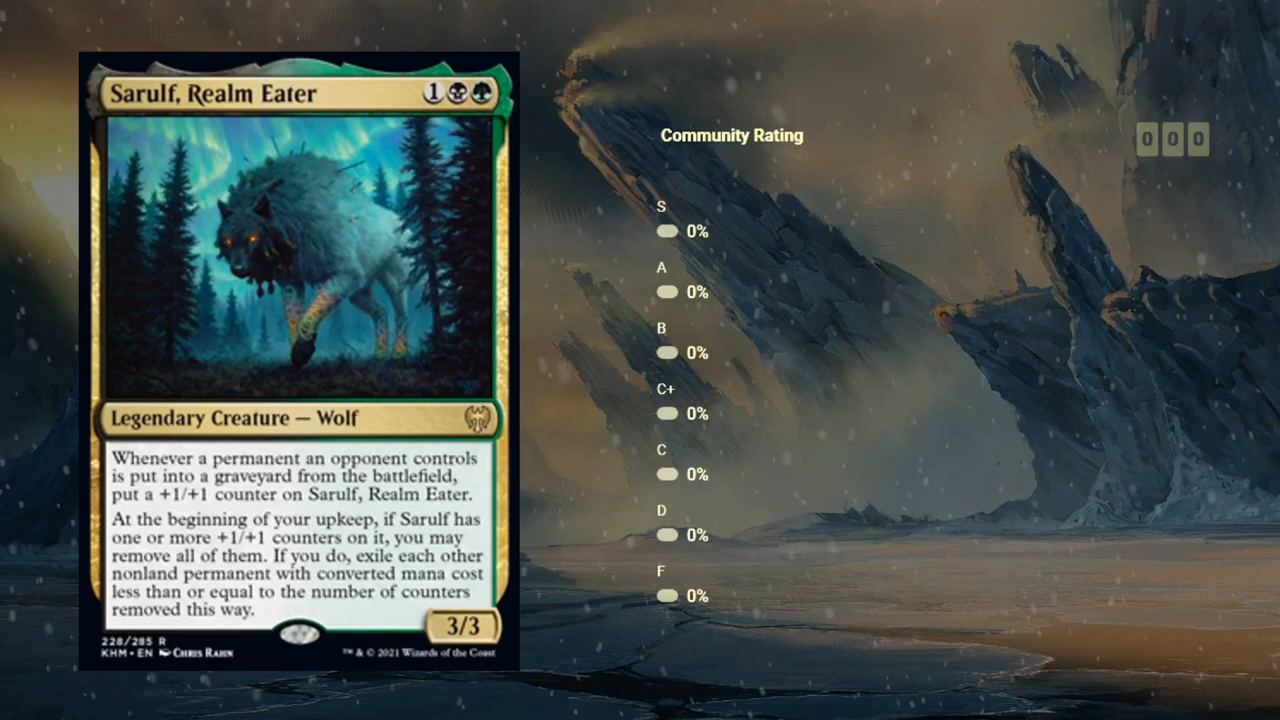 Sarulf, Realm Eater
1
Legendary Creature — Wolf
Whenever a permanent an opponent controls
is put into a graveyard from the battlefield,
put a +1/+1 counter on Sarulf, Realm Eater.
At the beginning of your upkeep, if Sarulf has
one or more +1/+1 counters on it, you may
remove all of them. If you do, exile each other
nonland permanent with converted mana cost
less than or equal to the number of counters
removed this way.
3/3
228/285 R
KHM • EN Chris Rahn
™ & © 2021 Wizards of the Coast
Community Rating
S
0%
A
0%
B
0%
C+
0%
C
0%
D
0%
F
0%
0 0 0